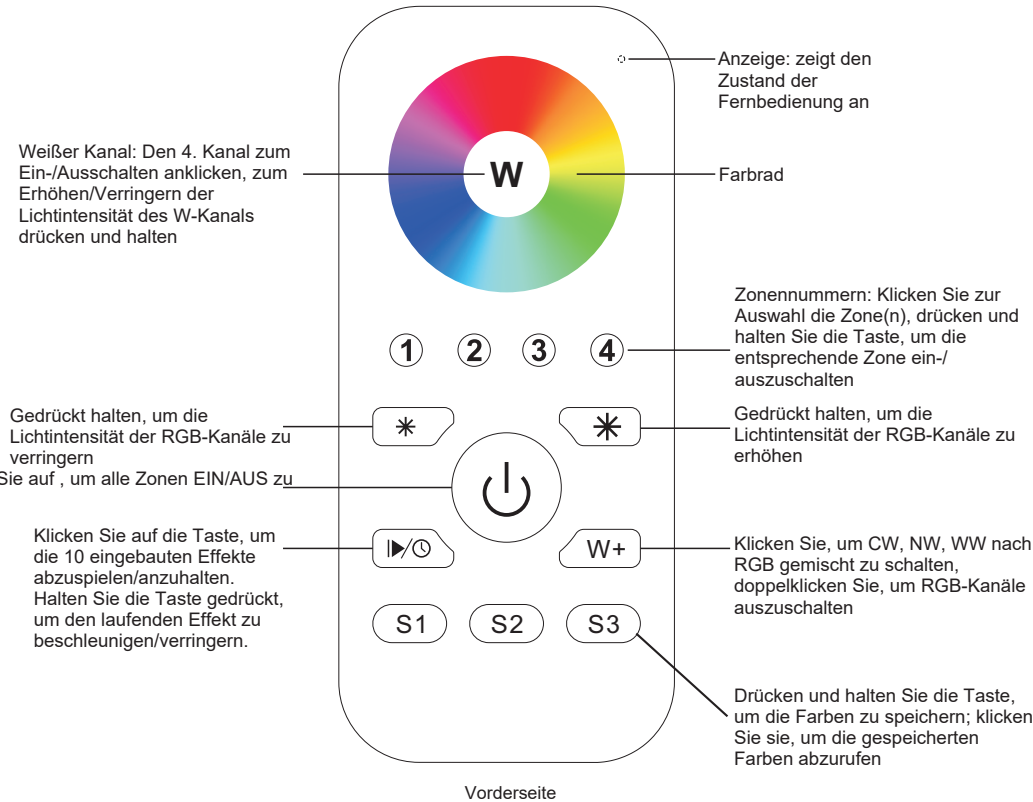 Anzeige: zeigt den
Zustand der
Fernbedienung an
Weißer Kanal: Den 4. Kanal zum
Ein-/Ausschalten anklicken, zum
Erhöhen/Verringern der
Lichtintensität des W-Kanals
drücken und halten
W
Farbrad
Zonennummern: Klicken Sie zur
Auswahl die Zone(n), drücken und
halten Sie die Taste, um die
entsprechende Zone ein-/
auszuschalten
1 2 3 4
Gedrückt halten, um die
Lichtintensität der RGB-Kanäle zu
verringern
Gedrückt halten, um die
Lichtintensität der RGB-Kanäle zu
erhöhen
Sie auf , um alle Zonen EIN/AUS zu
Klicken Sie auf die Taste, um
die 10 eingebauten Effekte
abzuspielen/anzuhalten.
Halten Sie die Taste gedrückt,
um den laufenden Effekt zu
beschleunigen/verringern.
W+
Klicken Sie, um CW, NW, WW nach
RGB gemischt zu schalten,
doppelklicken Sie, um RGB-Kanäle
auszuschalten
S1 S2 S3
Drücken und halten Sie die Taste,
um die Farben zu speichern; klicken
Sie sie, um die gespeicherten
Farben abzurufen
Vorderseite